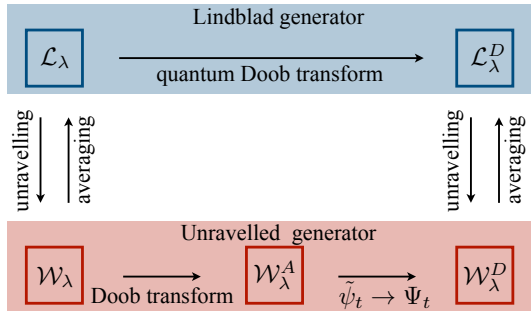 Lindblad generator
ℒ_λ
quantum Doob transform
ℒ_λ^D
unravelling
averaging
unravelling
averaging
Unravelled generator
𝒲_λ
Doob transform
𝒲_λ^A
ψ̃_t → Ψ_t
𝒲_λ^D